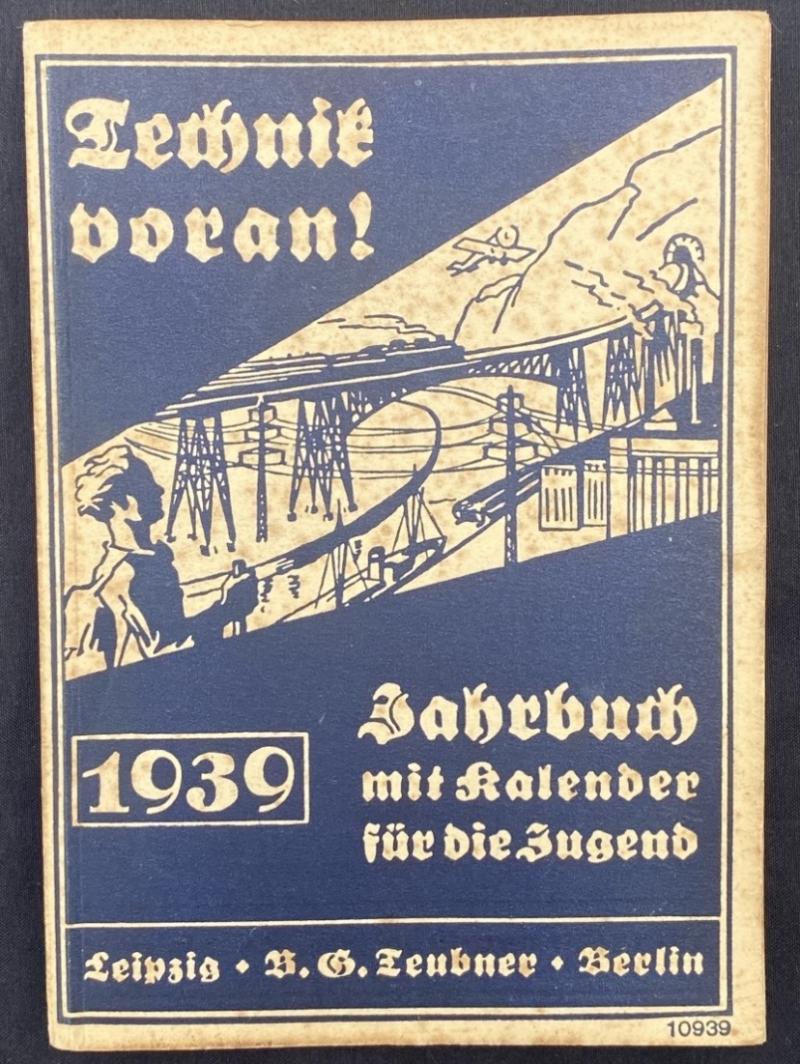 Technik
voran!
1939
Jahrbuch
mit Kalender
für die Jugend
Leipzig • B. G. Teubner • Berlin
10939